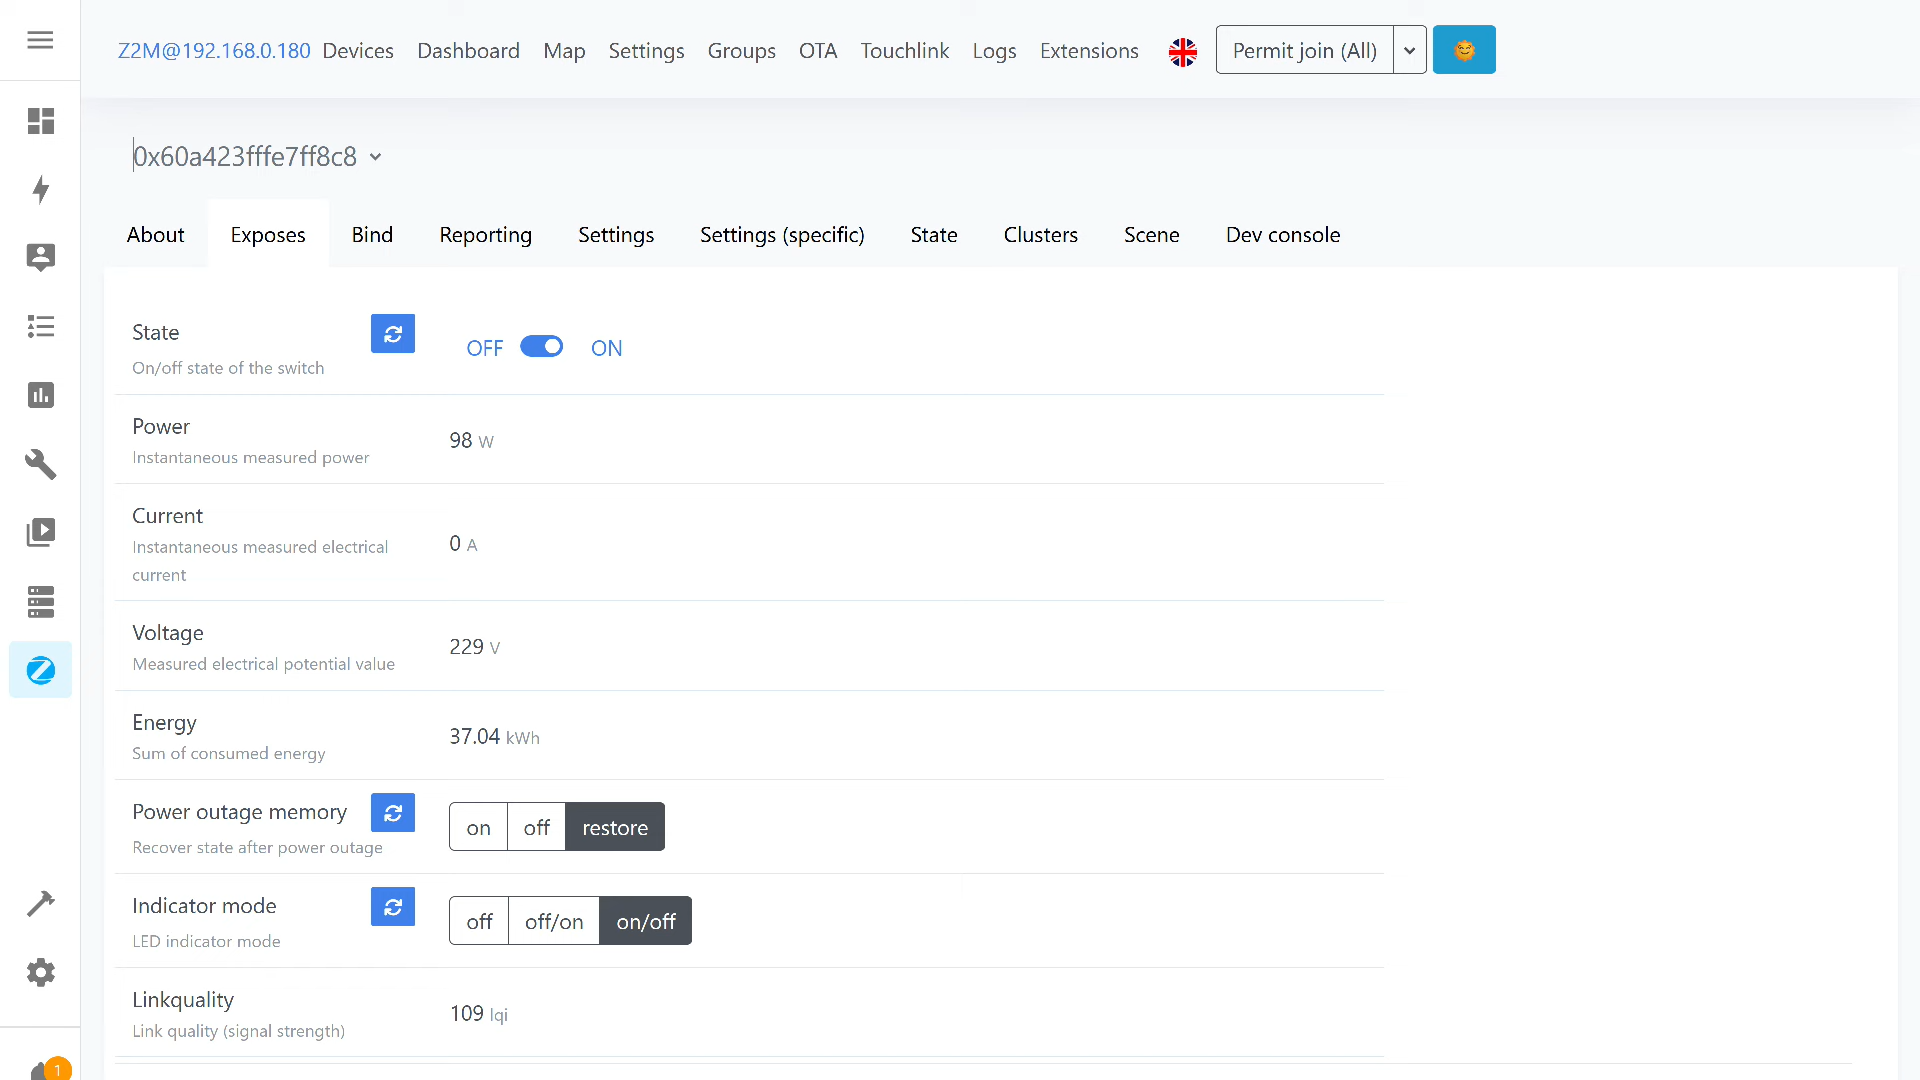 Z2M@192.168.0.180 Devices Dashboard Map Settings Groups OTA Touchlink Logs Extensions Permit join (All)
0x60a423fffe7ff8c8
About Exposes Bind Reporting Settings Settings (specific) State Clusters Scene Dev console
State
OFF ON
On/off state of the switch
Power
98 W
Instantaneous measured power
Current
Instantaneous measured electrical
current
0 A
Voltage
229 V
Measured electrical potential value
Energy
37.04 kWh
Sum of consumed energy
Power outage memory
on off restore
Recover state after power outage
Indicator mode
off off/on on/off
LED indicator mode
Linkquality
109 lqi
Link quality (signal strength)
1